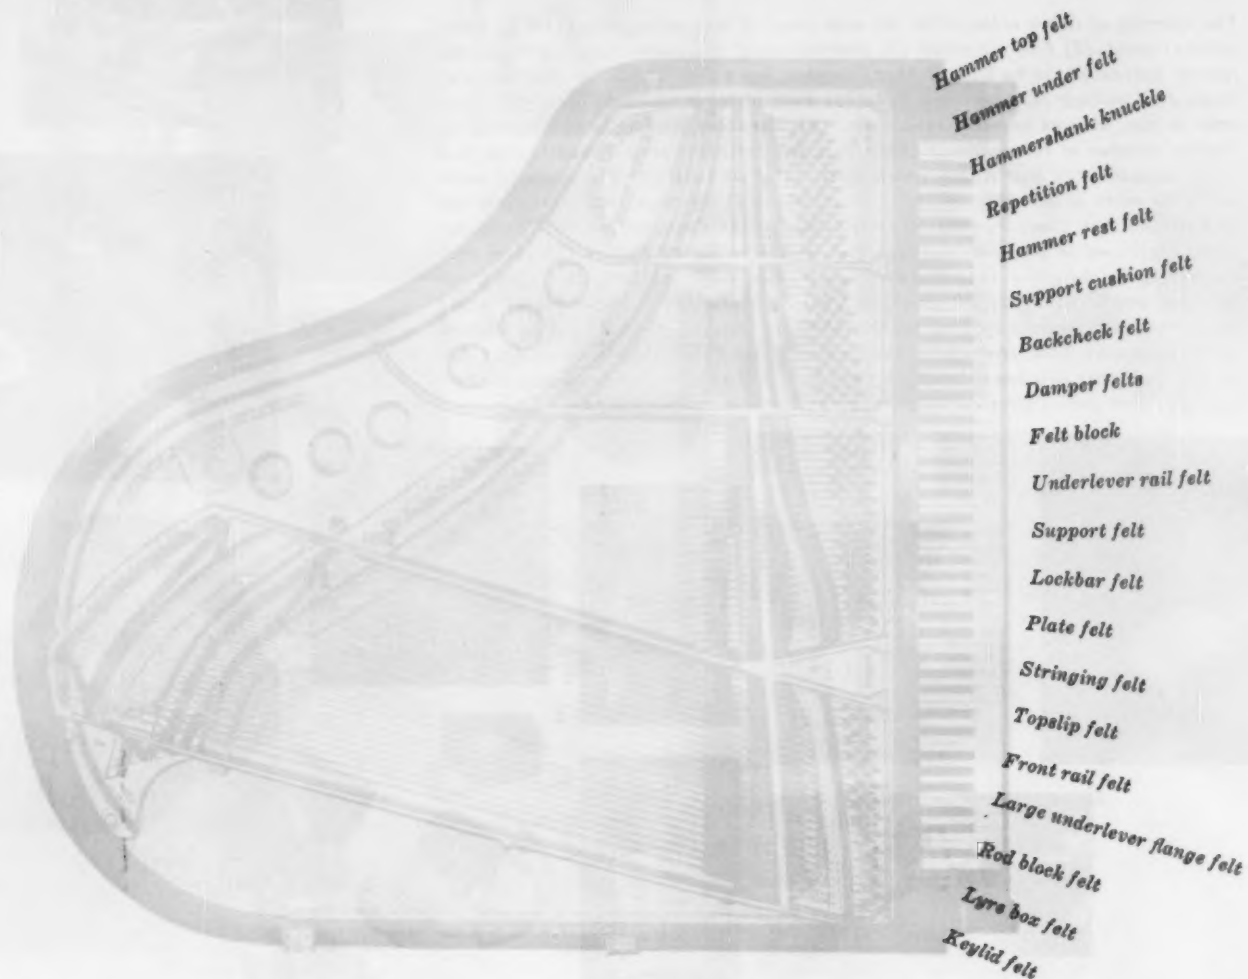 Hammer top felt
Hammer under felt
Hammershank knuckle
Repetition felt
Hammer rest felt
Support cushion felt
Backcheck felt
Damper felts
Felt block
Underlever rail felt
Support felt
Lockbar felt
Plate felt
Stringing felt
Topslip felt
Front rail felt
Large underlever flange felt
Rod block felt
Lyre box felt
Keylid felt